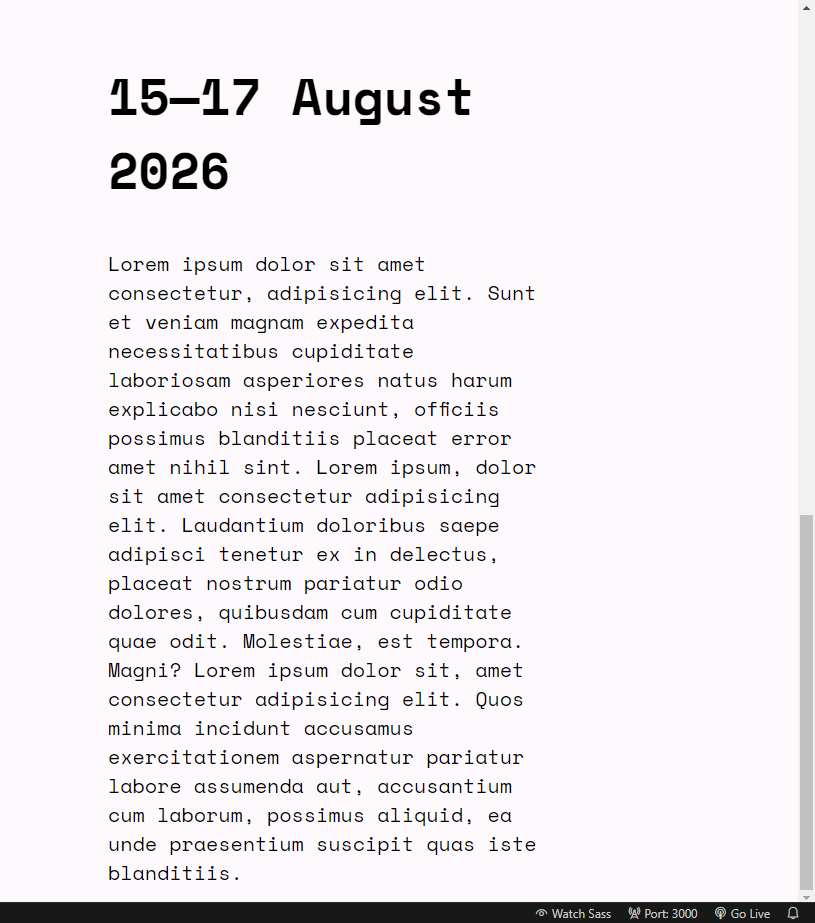 15–17 August
2026
Lorem ipsum dolor sit amet
consectetur, adipisicing elit. Sunt
et veniam magnam expedita
necessitatibus cupiditate
laboriosam asperiores natus harum
explicabo nisi nesciunt, officiis
possimus blanditiis placeat error
amet nihil sint. Lorem ipsum, dolor
sit amet consectetur adipisicing
elit. Laudantium doloribus saepe
adipisci tenetur ex in delectus,
placeat nostrum pariatur odio
dolores, quibusdam cum cupiditate
quae odit. Molestiae, est tempora.
Magni? Lorem ipsum dolor sit, amet
consectetur adipisicing elit. Quos
minima incidunt accusamus
exercitationem aspernatur pariatur
labore assumenda aut, accusantium
cum laborum, possimus aliquid, ea
unde praesentium suscipit quas iste
blanditiis.
Watch Sass Port: 3000 Go Live